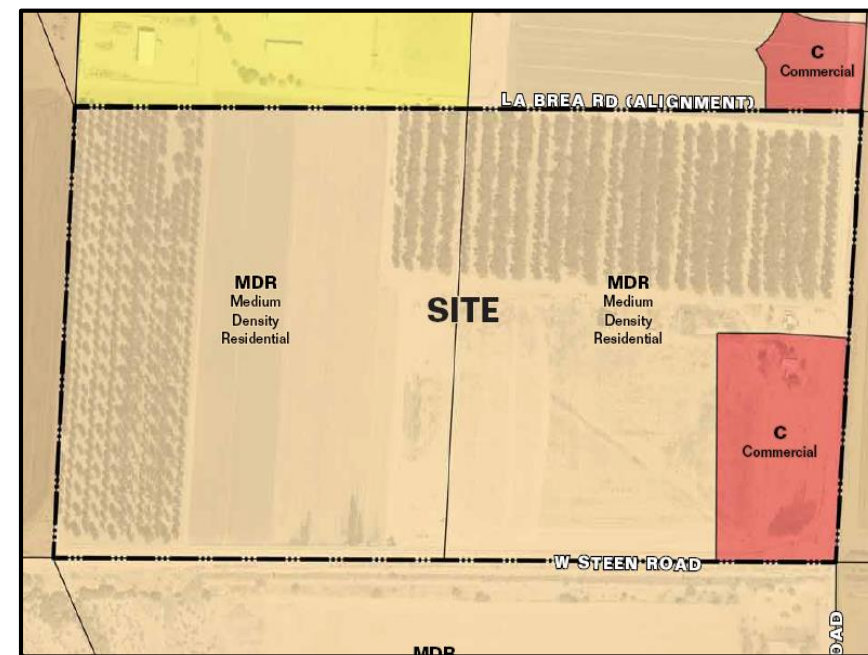 C
Commercial
LA BREA RD (ALIGNMENT)
MDR
Medium
Density
Residential
SITE
MDR
Medium
Density
Residential
C
Commercial
W STEEN ROAD
MDR